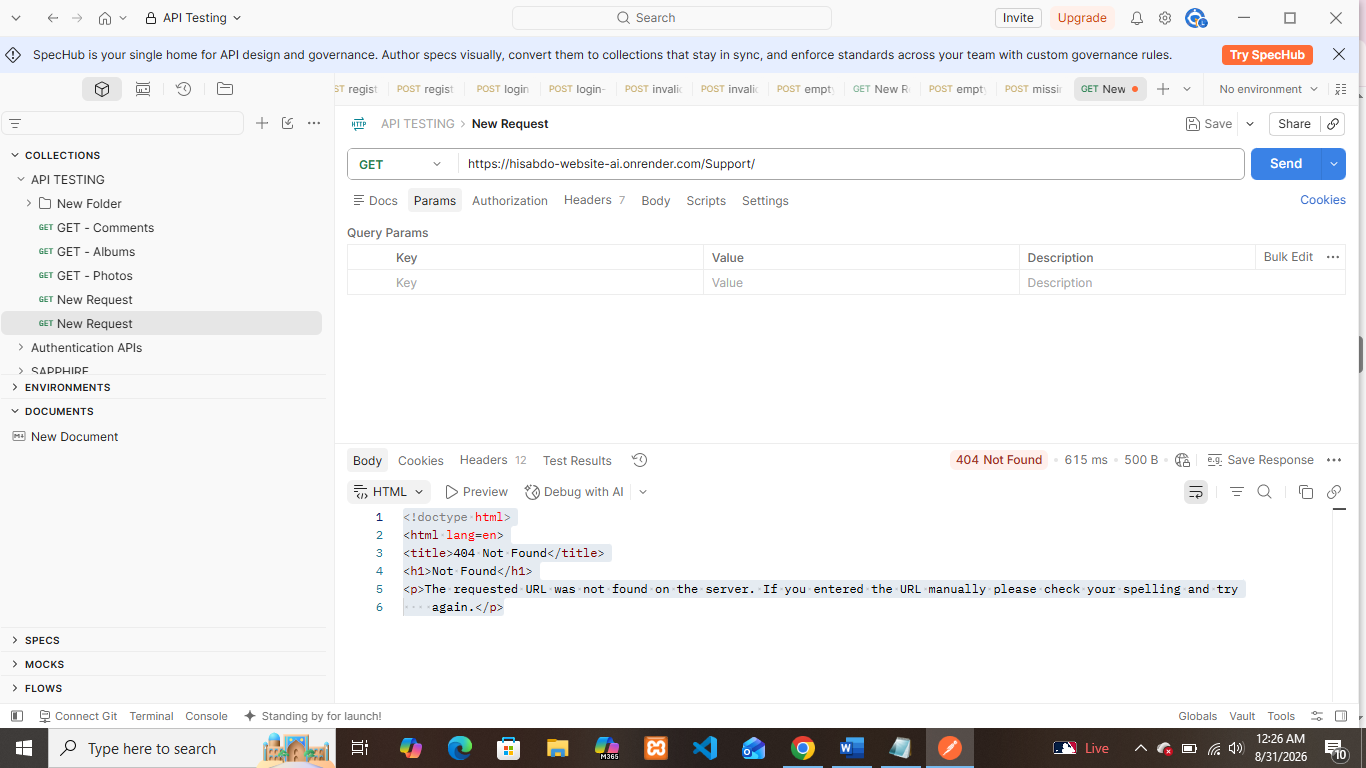 API Testing
Search
Invite
Upgrade
SpecHub is your single home for API design and governance. Author specs visually, convert them to collections that stay in sync, and enforce standards across your team with custom governance rules.
Try SpecHub
POST regist
POST login
POST login-
POST invalid
POST invali
POST empty
GET New R
POST empty
POST missin
GET New
No environment
API TESTING > New Request
Save
Share
COLLECTIONS
API TESTING
New Folder
GET GET - Comments
GET GET - Albums
GET GET - Photos
GET New Request
GET New Request
Authentication APIs
SAPPHIRE
ENVIRONMENTS
DOCUMENTS
New Document
SPECS
MOCKS
FLOWS
GET
https://hisabdo-website-ai.onrender.com/Support/
Send
Docs Params Authorization Headers 7 Body Scripts Settings
Cookies
Query Params
Key Value Description Bulk Edit
Key Value Description
Body Cookies Headers 12 Test Results
404 Not Found • 615 ms • 500 B
e.g. Save Response
HTML Preview Debug with AI
1 <!doctype html>
2 <html lang=en>
3 <title>404 Not Found</title>
4 <h1>Not Found</h1>
5 <p>The requested URL was not found on the server. If you entered the URL manually please check your spelling and try
6 again.</p>
Connect Git Terminal Console Standing by for launch!
Globals Vault Tools
Type here to search
M365
Live
12:26 AM
8/31/2026
10